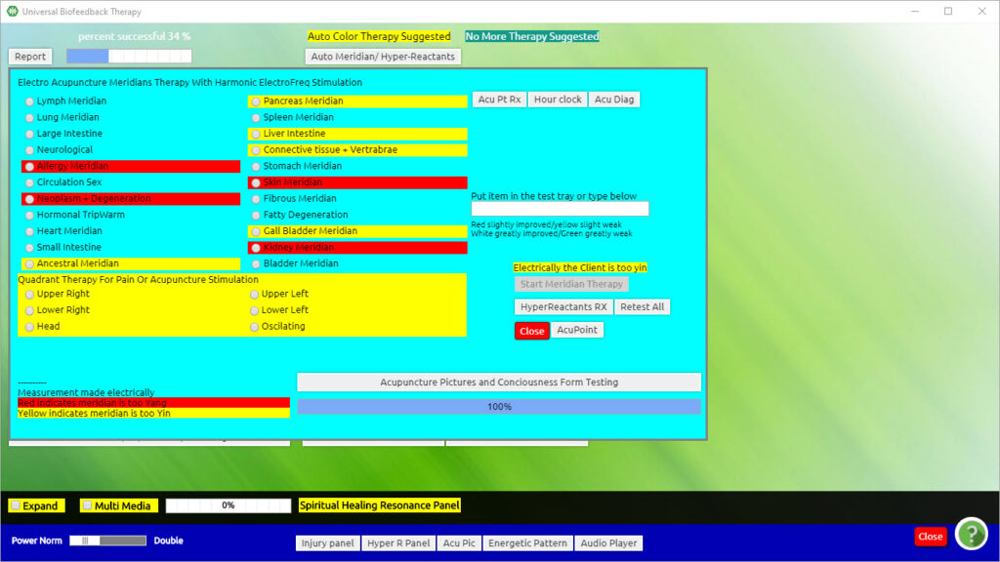 Universal Biofeedback Therapy
percent successful 34 %
Auto Color Therapy Suggested
No More Therapy Suggested
Report
Auto Meridian/ Hyper-Reactants
Electro Acupuncture Meridians Therapy With Harmonic ElectroFreq Stimulation
Lymph Meridian
Lung Meridian
Large Intestine
Neurological
Allergy Meridian
Circulation Sex
Neoplasm + Degeneration
Hormonal TripWarm
Heart Meridian
Small Intestine
Ancestral Meridian
Pancreas Meridian
Spleen Meridian
Liver Intestine
Connective tissue + Vertrabrae
Stomach Meridian
Skin Meridian
Fibrous Meridian
Fatty Degeneration
Gall Bladder Meridian
Kidney Meridian
Bladder Meridian
Acu Pt Rx
Hour clock
Acu Diag
Put item in the test tray or type below
Red slightly improved/yellow slight weak
White greatly improved/Green greatly weak
Electrically the Client is too yin
Start Meridian Therapy
HyperReactants RX
Retest All
Close
AcuPoint
Quadrant Therapy For Pain Or Acupuncture Stimulation
Upper Right
Upper Left
Lower Right
Lower Left
Head
Oscilating
----------
Measurement made electrically
Red indicates meridian is too Yang
Yellow indicates meridian is too Yin
Acupuncture Pictures and Conciousness Form Testing
100%
Expand
Multi Media
0%
Spiritual Healing Resonance Panel
Power Norm
Double
Injury panel
Hyper R Panel
Acu Pic
Energetic Pattern
Audio Player
Close
?